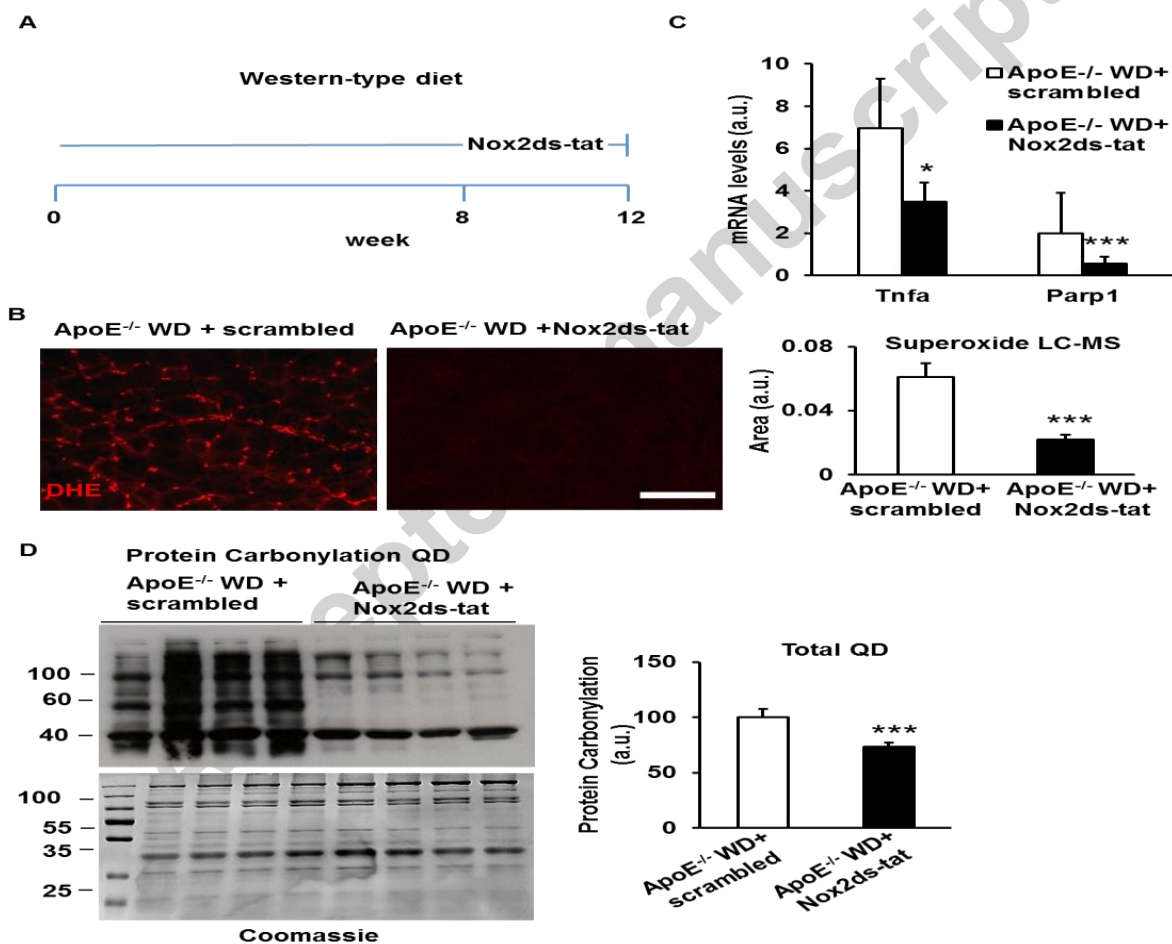 A
Western-type diet
Nox2ds-tat
0 8 12
week
B
ApoE-/- WD + scrambled
ApoE-/- WD +Nox2ds-tat
DHE
C
10
8
6
4
2
0
mRNA levels (a.u.)
ApoE-/- WD+
scrambled
ApoE-/- WD+
Nox2ds-tat
*
***
Tnfa Parp1
Superoxide LC-MS
0.08
0.04
0
Area (a.u.)
***
ApoE-/- WD+
scrambled
ApoE-/- WD+
Nox2ds-tat
D
Protein Carbonylation QD
ApoE-/- WD +
scrambled
ApoE-/- WD +
Nox2ds-tat
100
60
40
100
55
35
25
Coomassie
Total QD
150
100
50
0
Protein Carbonylation
(a.u.)
***
ApoE-/- WD+
scrambled
ApoE-/- WD+
Nox2ds-tat
manuscript